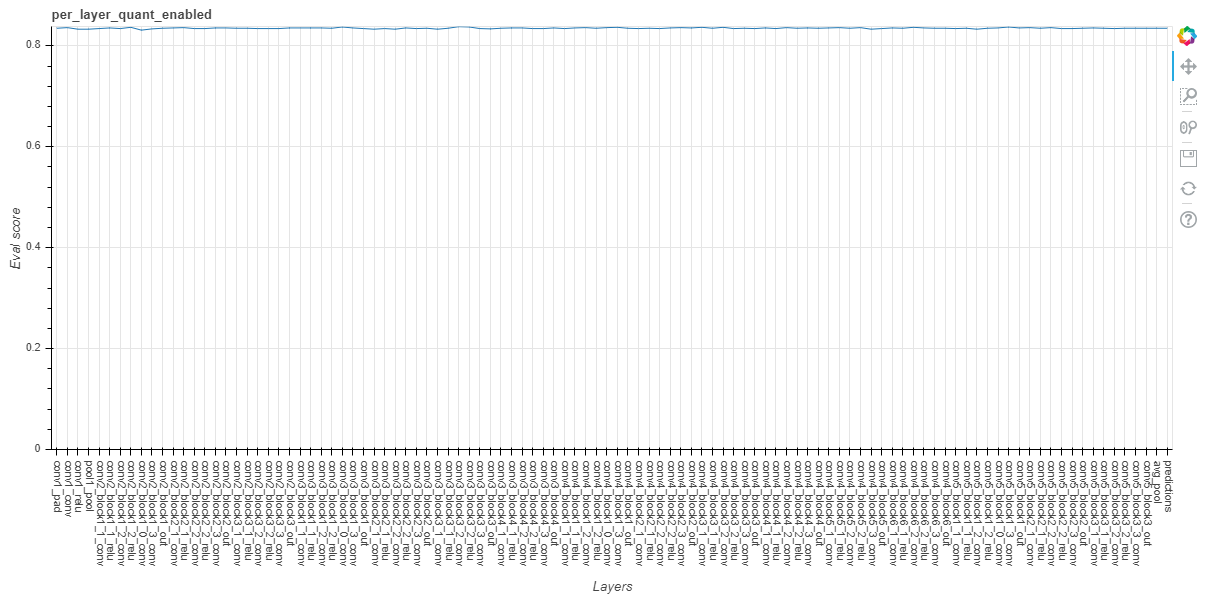 per_layer_quant_enabled
Eval score
0.8
0.6
0.4
0.2
0
conv1_pad
conv1_conv
conv1_relu
pool1_pool
conv2_block1_1_conv
conv2_block1_1_relu
conv2_block1_2_conv
conv2_block1_2_relu
conv2_block1_0_conv
conv2_block1_3_conv
conv2_block1_out
conv2_block2_1_conv
conv2_block2_1_relu
conv2_block2_2_conv
conv2_block2_2_relu
conv2_block2_3_conv
conv2_block2_out
conv2_block3_1_conv
conv2_block3_1_relu
conv2_block3_2_conv
conv2_block3_2_relu
conv2_block3_3_conv
conv2_block3_out
conv3_block1_1_conv
conv3_block1_1_relu
conv3_block1_2_conv
conv3_block1_2_relu
conv3_block1_0_conv
conv3_block1_3_conv
conv3_block1_out
conv3_block2_1_conv
conv3_block2_1_relu
conv3_block2_2_conv
conv3_block2_2_relu
conv3_block2_3_conv
conv3_block2_out
conv3_block3_1_conv
conv3_block3_1_relu
conv3_block3_2_conv
conv3_block3_2_relu
conv3_block3_3_conv
conv3_block3_out
conv3_block4_1_conv
conv3_block4_1_relu
conv3_block4_2_conv
conv3_block4_2_relu
conv3_block4_3_conv
conv3_block4_out
conv4_block1_1_conv
conv4_block1_1_relu
conv4_block1_2_conv
conv4_block1_2_relu
conv4_block1_0_conv
conv4_block1_3_conv
conv4_block1_out
conv4_block2_1_conv
conv4_block2_1_relu
conv4_block2_2_conv
conv4_block2_2_relu
conv4_block2_3_conv
conv4_block2_out
conv4_block3_1_conv
conv4_block3_1_relu
conv4_block3_2_conv
conv4_block3_2_relu
conv4_block3_3_conv
conv4_block3_out
conv4_block4_1_conv
conv4_block4_1_relu
conv4_block4_2_conv
conv4_block4_2_relu
conv4_block4_3_conv
conv4_block4_out
conv4_block5_1_conv
conv4_block5_1_relu
conv4_block5_2_conv
conv4_block5_2_relu
conv4_block5_3_conv
conv4_block5_out
conv4_block6_1_conv
conv4_block6_1_relu
conv4_block6_2_conv
conv4_block6_2_relu
conv4_block6_3_conv
conv4_block6_out
conv5_block1_1_conv
conv5_block1_1_relu
conv5_block1_2_conv
conv5_block1_2_relu
conv5_block1_0_conv
conv5_block1_3_conv
conv5_block1_out
conv5_block2_1_conv
conv5_block2_1_relu
conv5_block2_2_conv
conv5_block2_2_relu
conv5_block2_3_conv
conv5_block2_out
conv5_block3_1_conv
conv5_block3_1_relu
conv5_block3_2_conv
conv5_block3_2_relu
conv5_block3_3_conv
conv5_block3_out
avg_pool
predictions
Layers